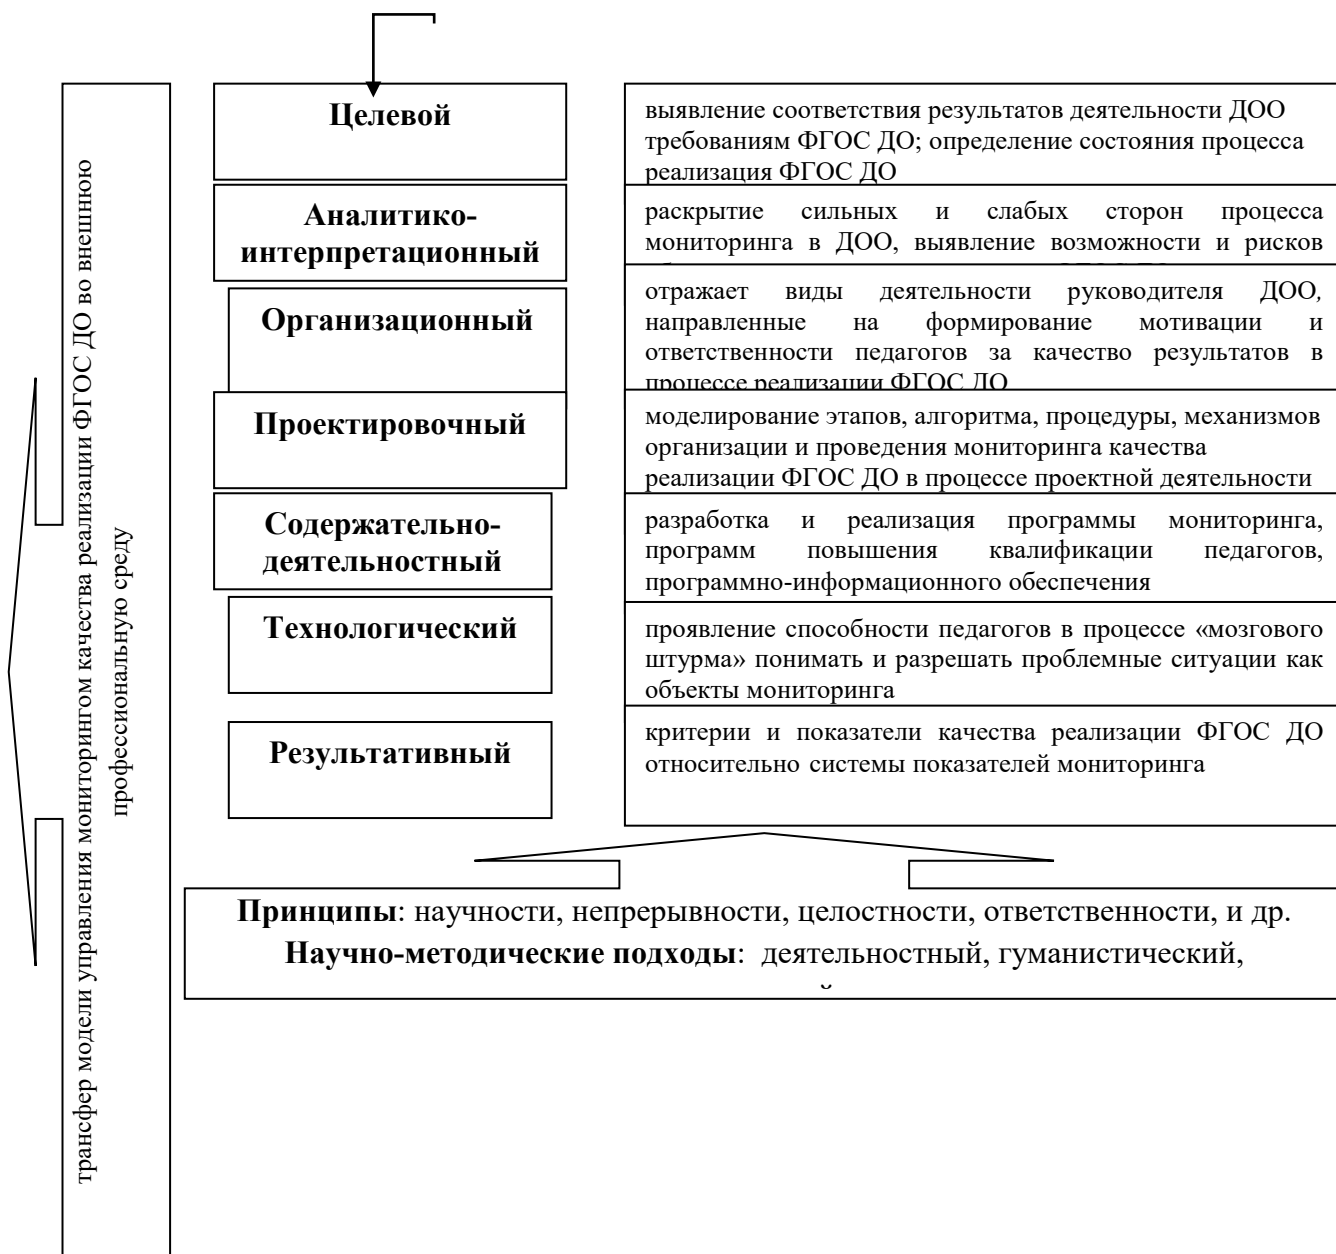 трансфер модели управления мониторингом качества реализации ФГОС ДО во внешнюю
профессиональную среду
Целевой
выявление соответствия результатов деятельности ДОО
требованиям ФГОС ДО; определение состояния процесса
реализация ФГОС ДО
Аналитико-
интерпретационный
раскрытие сильных и слабых сторон процесса
мониторинга в ДОО, выявление возможности и рисков
Организационный
отражает виды деятельности руководителя ДОО,
направленные на формирование мотивации и
ответственности педагогов за качество результатов в
процессе реализации ФГОС ДО
Проектировочный
моделирование этапов, алгоритма, процедуры, механизмов
организации и проведения мониторинга качества
реализации ФГОС ДО в процессе проектной деятельности
Содержательно-
деятельностный
разработка и реализация программы мониторинга,
программ повышения квалификации педагогов,
программно-информационного обеспечения
Технологический
проявление способности педагогов в процессе «мозгового
штурма» понимать и разрешать проблемные ситуации как
объекты мониторинга
Результативный
критерии и показатели качества реализации ФГОС ДО
относительно системы показателей мониторинга
Принципы: научности, непрерывности, целостности, ответственности, и др.
Научно-методические подходы: деятельностный, гуманистический,